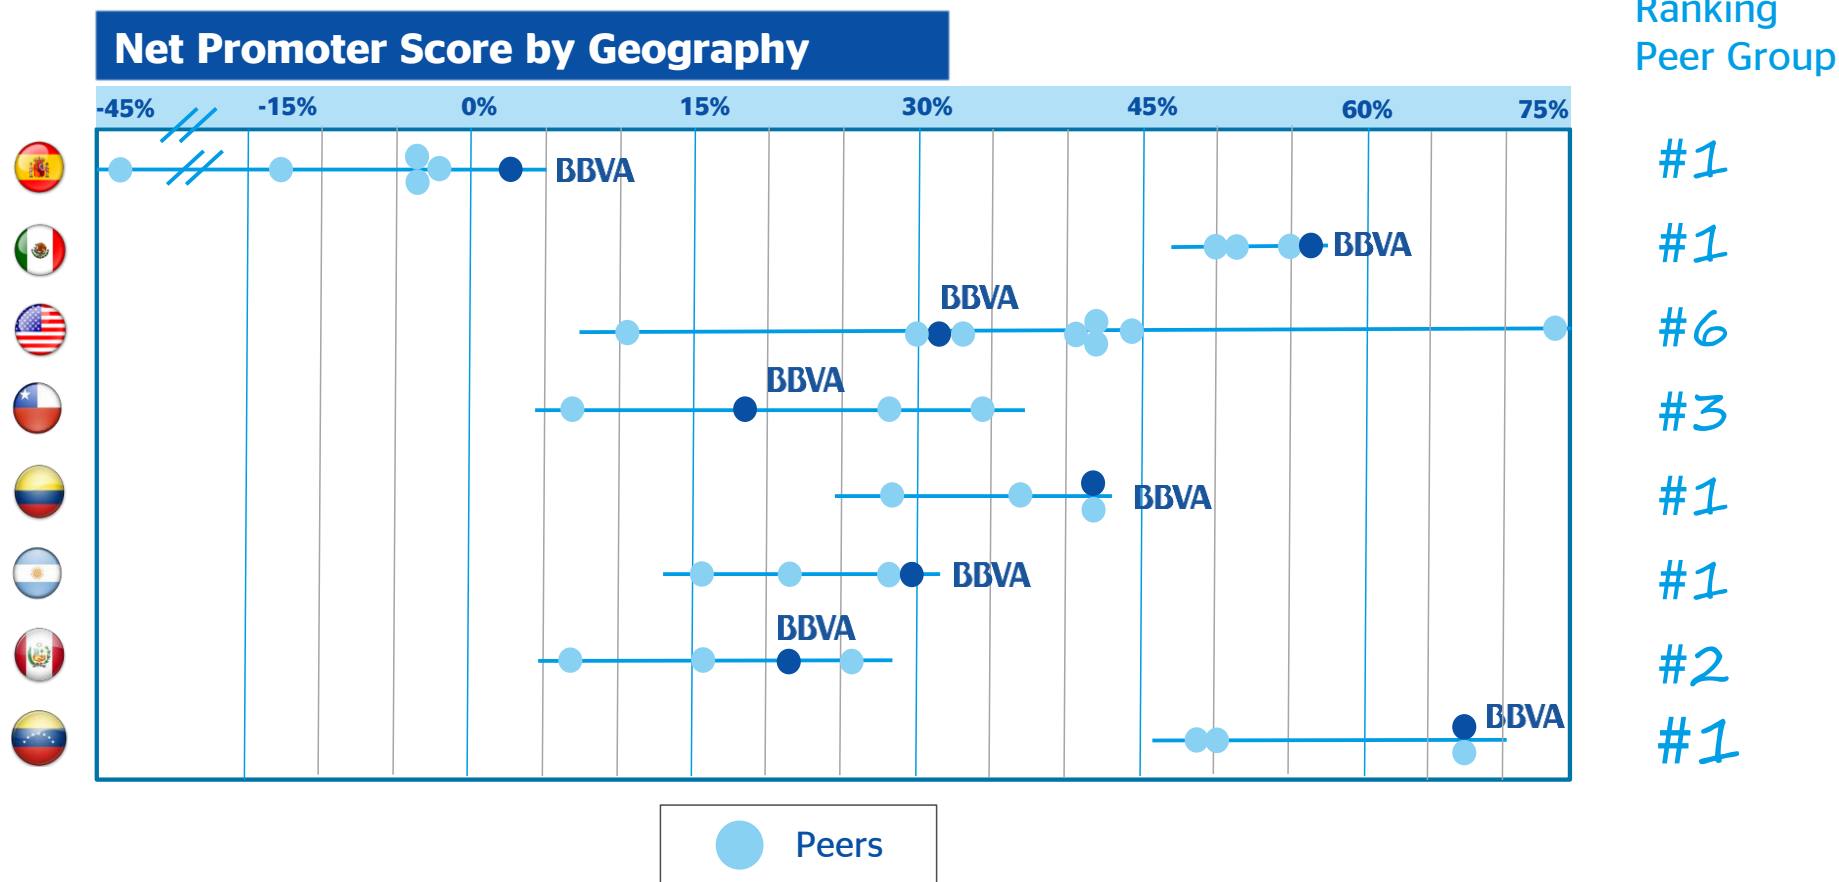 Ranking
Peer Group
Net Promoter Score by Geography
-45% -15% 0% 15% 30% 45% 60% 75%
BBVA #1
BBVA #1
BBVA
#6
BBVA
#3
BBVA #1
BBVA #1
BBVA
#2
BBVA
#1
Peers